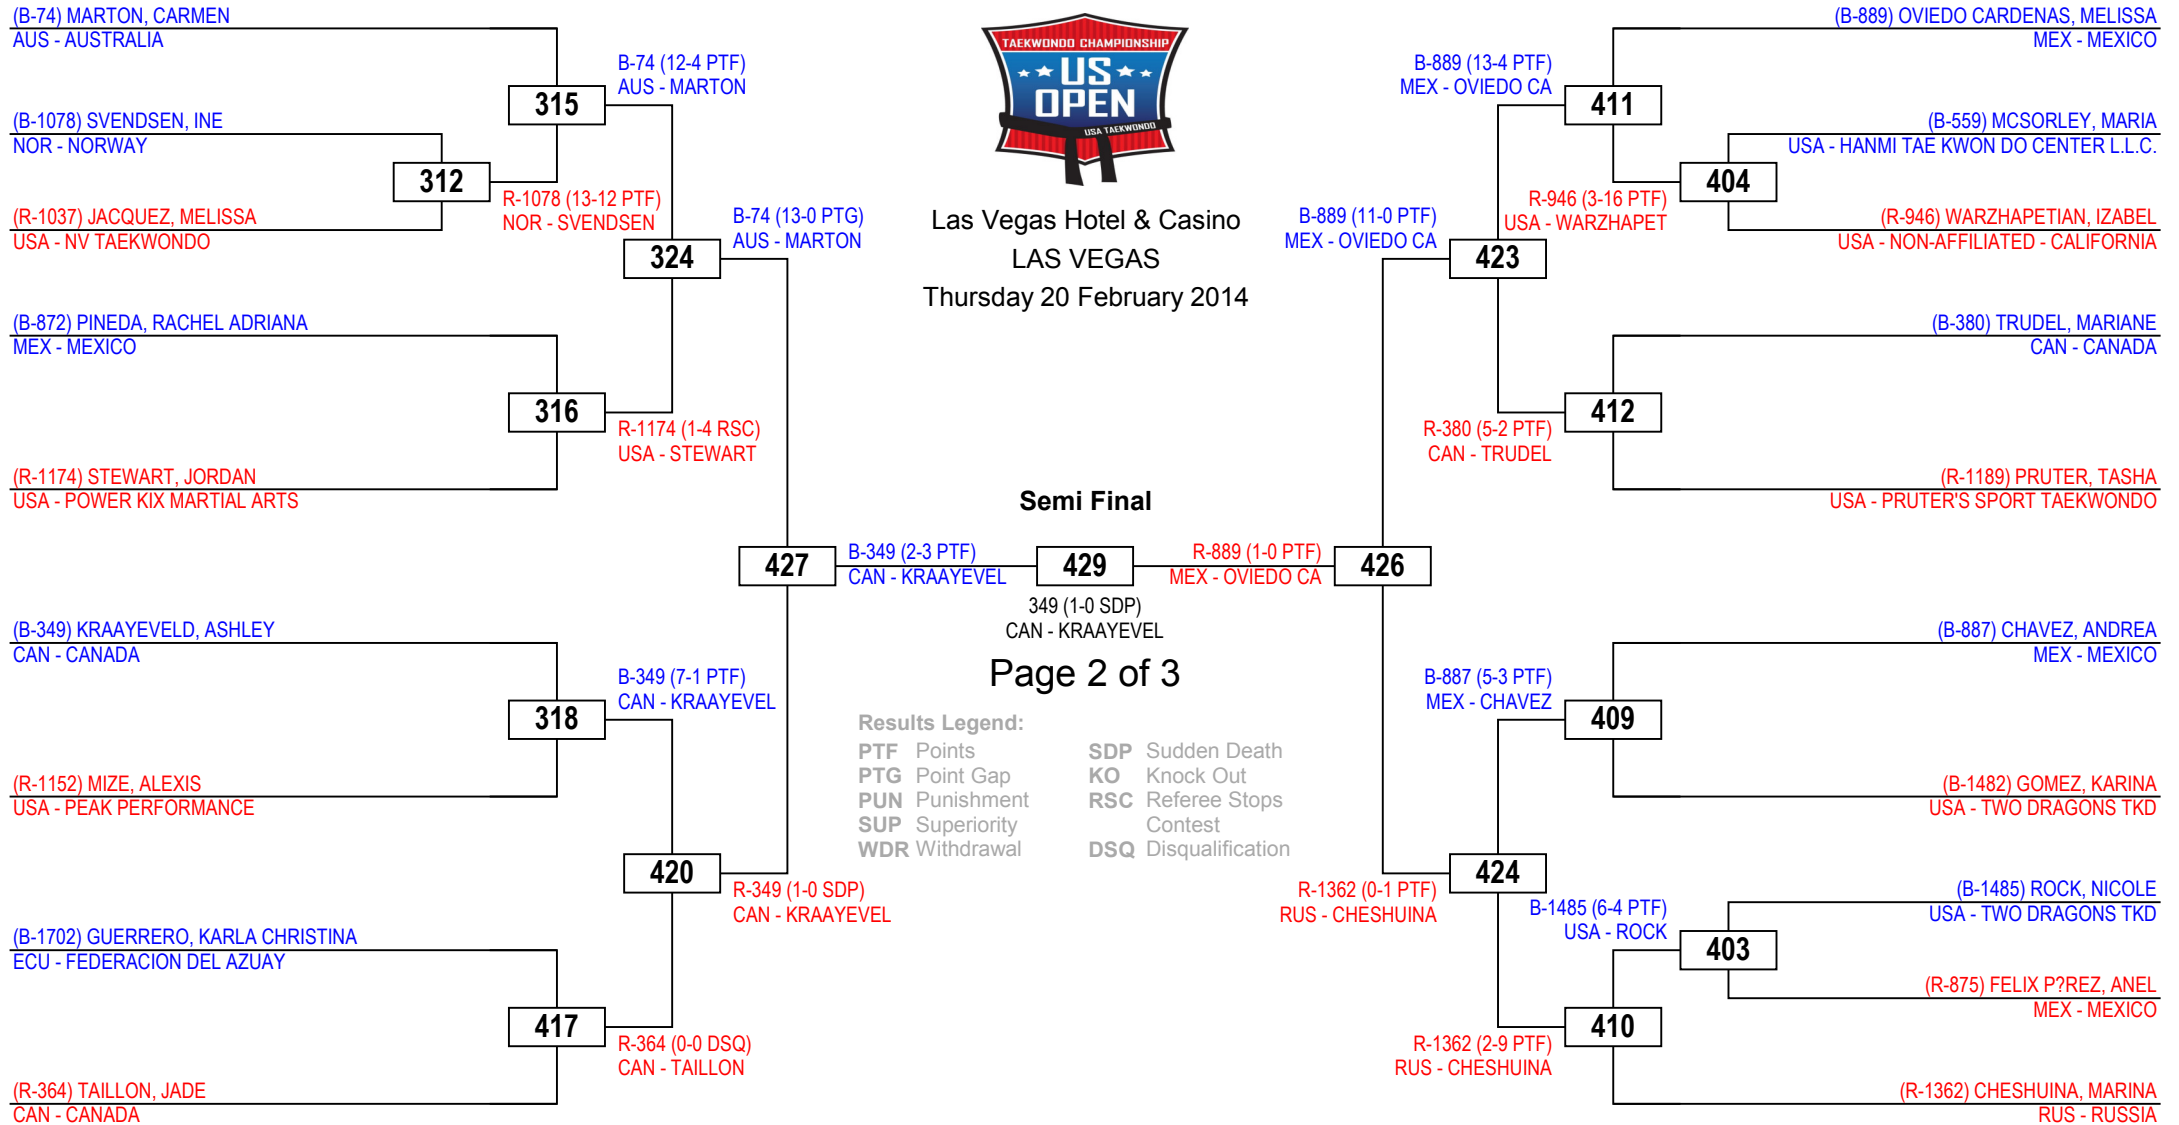 (B-74) MARTON, CARMEN
AUS - AUSTRALIA
(B-1078) SVENDSEN, INE
NOR - NORWAY
(R-1037) JACQUEZ, MELISSA
USA - NV TAEKWONDO
(B-872) PINEDA, RACHEL ADRIANA
MEX - MEXICO
(R-1174) STEWART, JORDAN
USA - POWER KIX MARTIAL ARTS
(B-349) KRAAYEVELD, ASHLEY
CAN - CANADA
(R-1152) MIZE, ALEXIS
USA - PEAK PERFORMANCE
(B-1702) GUERRERO, KARLA CHRISTINA
ECU - FEDERACION DEL AZUAY
(R-364) TAILLON, JADE
CAN - CANADA
312
R-1078 (13-12 PTF)
NOR - SVENDSEN
315
B-74 (12-4 PTF)
AUS - MARTON
316
R-1174 (1-4 RSC)
USA - STEWART
318
B-349 (7-1 PTF)
CAN - KRAAYEVEL
417
R-364 (0-0 DSQ)
CAN - TAILLON
324
B-74 (13-0 PTG)
AUS - MARTON
420
R-349 (1-0 SDP)
CAN - KRAAYEVEL
427
B-349 (2-3 PTF)
CAN - KRAAYEVEL
TAEKWONDO CHAMPIONSHIP
US
OPEN
USA TAEKWONDO
Las Vegas Hotel & Casino
LAS VEGAS
Thursday 20 February 2014
Semi Final
429
349 (1-0 SDP)
CAN - KRAAYEVEL
Page 2 of 3
Results Legend:
PTF Points
PTG Point Gap
PUN Punishment
SUP Superiority
WDR Withdrawal
SDP Sudden Death
KO Knock Out
RSC Referee Stops
Contest
DSQ Disqualification
R-889 (1-0 PTF)
MEX - OVIEDO CA
426
B-889 (11-0 PTF)
MEX - OVIEDO CA
423
R-1362 (0-1 PTF)
RUS - CHESHUINA
424
B-889 (13-4 PTF)
MEX - OVIEDO CA
411
R-380 (5-2 PTF)
CAN - TRUDEL
412
B-887 (5-3 PTF)
MEX - CHAVEZ
409
R-1362 (2-9 PTF)
RUS - CHESHUINA
410
R-946 (3-16 PTF)
USA - WARZHAPET
404
B-1485 (6-4 PTF)
USA - ROCK
403
(B-889) OVIEDO CARDENAS, MELISSA
MEX - MEXICO
(B-559) MCSORLEY, MARIA
USA - HANMI TAE KWON DO CENTER L.L.C.
(R-946) WARZHAPETIAN, IZABEL
USA - NON-AFFILIATED - CALIFORNIA
(B-380) TRUDEL, MARIANE
CAN - CANADA
(R-1189) PRUTER, TASHA
USA - PRUTER'S SPORT TAEKWONDO
(B-887) CHAVEZ, ANDREA
MEX - MEXICO
(B-1482) GOMEZ, KARINA
USA - TWO DRAGONS TKD
(B-1485) ROCK, NICOLE
USA - TWO DRAGONS TKD
(R-875) FELIX P?REZ, ANEL
MEX - MEXICO
(R-1362) CHESHUINA, MARINA
RUS - RUSSIA